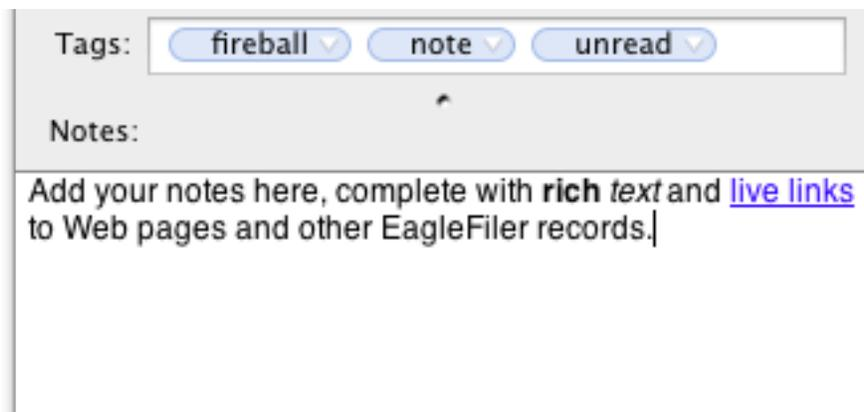 Tags: fireball note unread
Notes:
Add your notes here, complete with rich text and live links
to Web pages and other EagleFiler records.